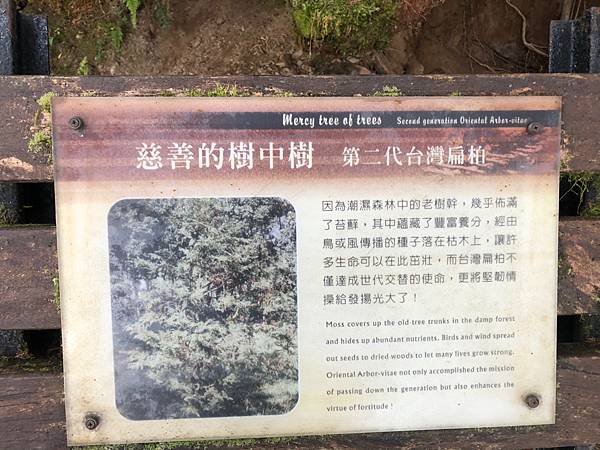 Mercy tree of trees Second generation Oriental Arbor-vitae
慈善的樹中樹 第二代台灣扁柏
因為潮濕森林中的老樹幹，幾乎佈滿
了苔蘚，其中蘊藏了豐富養分，經由
鳥或風傳播的種子落在枯木上，讓許
多生命可以在此茁壯，而台灣扁柏不
僅達成世代交替的使命，更將堅韌情
操給發揚光大了！
Moss covers up the old-tree trunks in the damp forest
and hides up abundant nutrients. Birds and wind spread
out seeds to dried woods to let many lives grow strong.
Oriental Arbor-vitae not only accomplished the mission
of passing down the generation but also enhances the
virtue of fortitude !